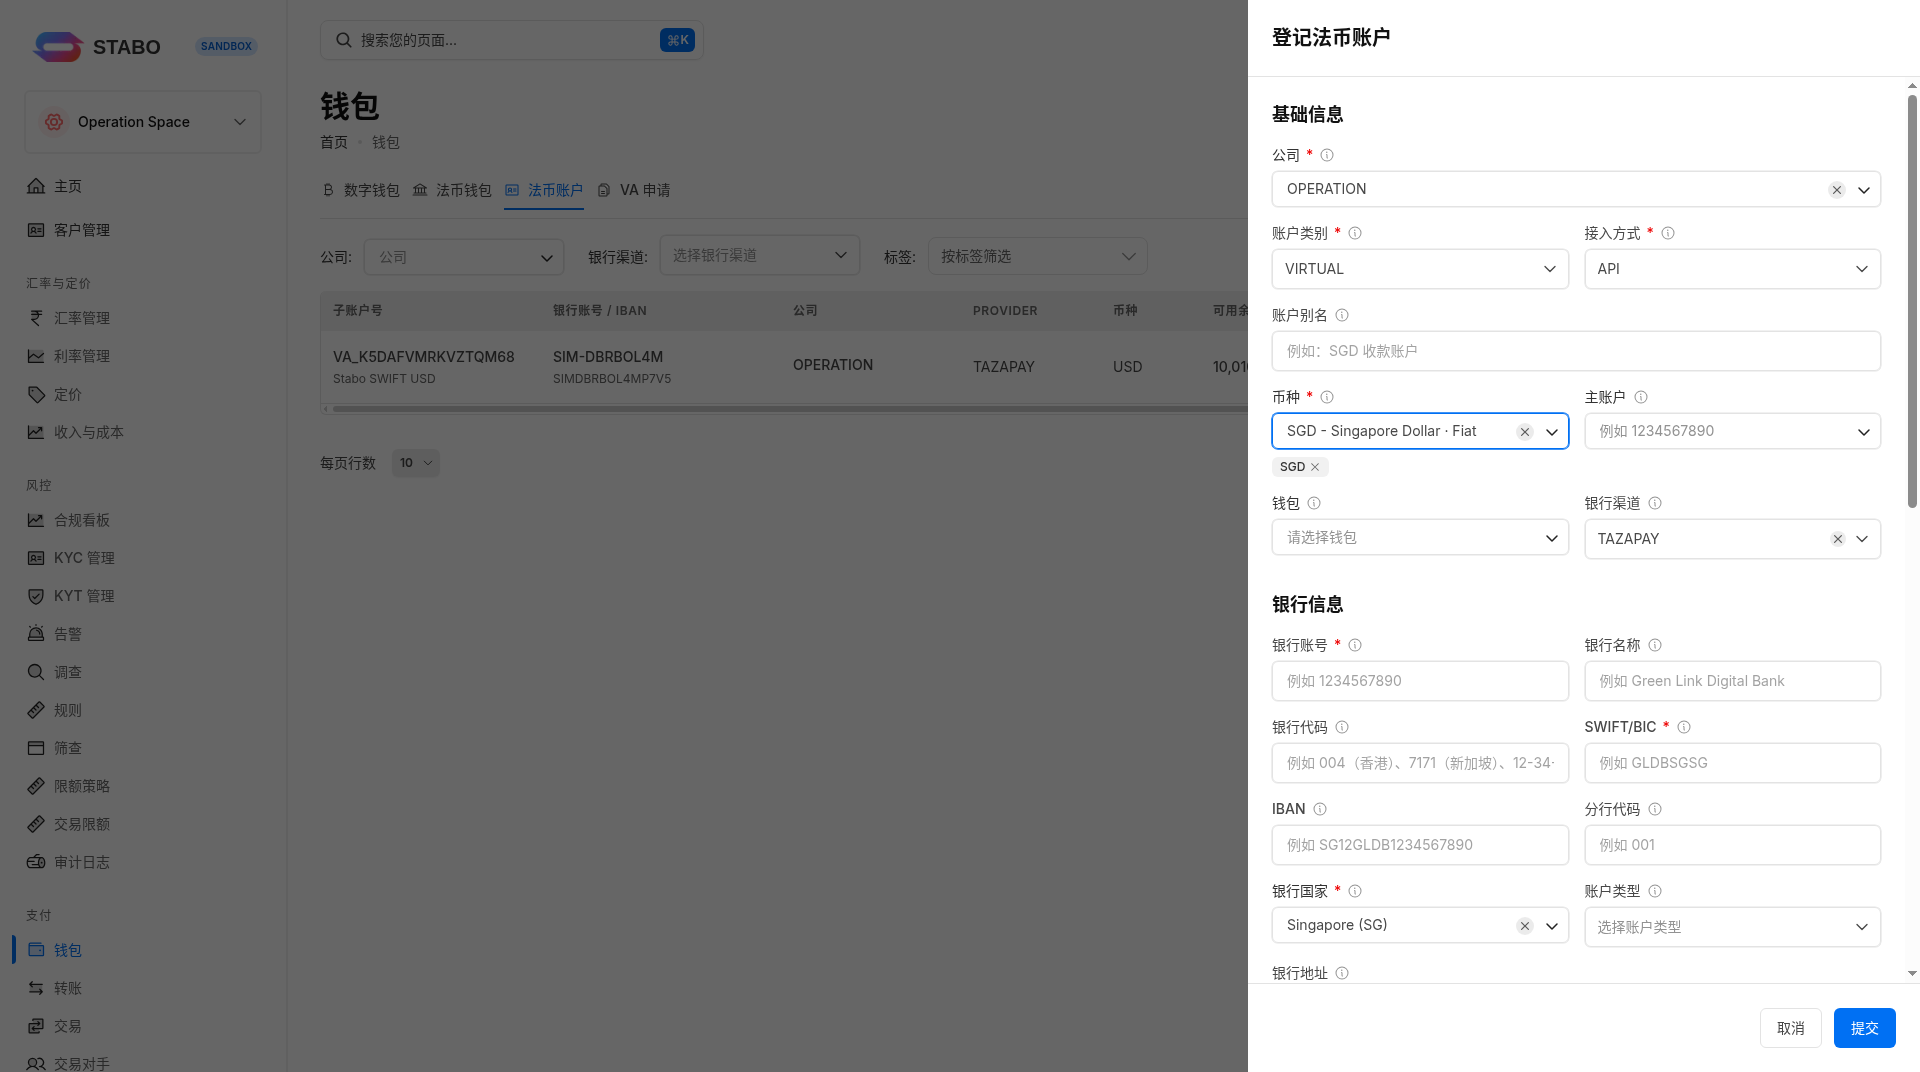 STABO
SANDBOX
Operation Space
主页
客户管理
汇率与定价
汇率管理
利率管理
定价
收入与成本
风控
合规看板
KYC 管理
KYT 管理
告警
调查
规则
筛查
限额策略
交易限额
审计日志
支付
钱包
转账
交易
交易对手
搜索您的页面...
⌘K
钱包
首页 • 钱包
数字钱包 法币钱包 法币账户 VA 申请
公司: 公司 银行渠道: 选择银行渠道 标签: 按标签筛选
子账户号 银行账号 / IBAN 公司 PROVIDER 币种 可用余
VA_K5DAFVMRKVZTQM68 SIM-DBRBOL4M OPERATION TAZAPAY USD 10,01
Stabo SWIFT USD SIMDBRBOL4MP7V5
每页行数 10
登记法币账户
基础信息
公司 *
OPERATION
账户类别 * 接入方式 *
VIRTUAL API
账户别名
例如：SGD 收款账户
币种 * 主账户
SGD - Singapore Dollar · Fiat 例如 1234567890
SGD
钱包 银行渠道
请选择钱包 TAZAPAY
银行信息
银行账号 * 银行名称
例如 1234567890 例如 Green Link Digital Bank
银行代码 SWIFT/BIC *
例如 004（香港）、7171（新加坡）、12-34- 例如 GLDBSGSG
IBAN 分行代码
例如 SG12GLDB1234567890 例如 001
银行国家 * 账户类型
Singapore (SG) 选择账户类型
银行地址
取消 提交